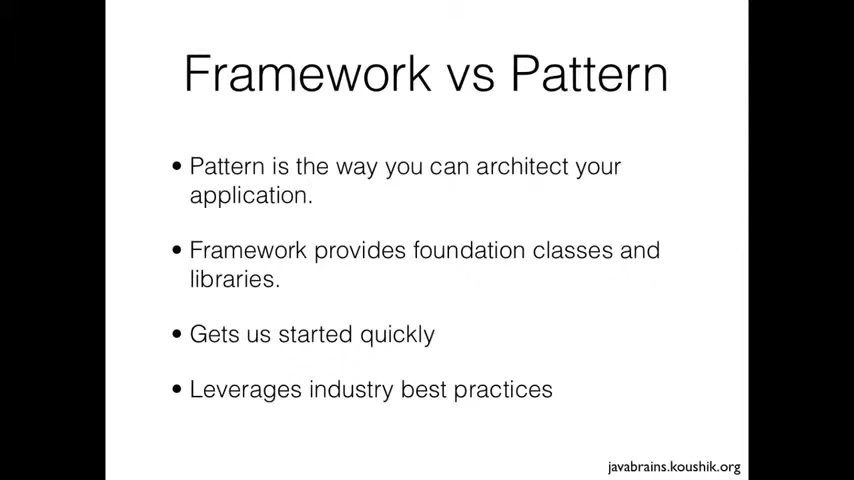 Framework vs Pattern
• Pattern is the way you can architect your
application.
• Framework provides foundation classes and
libraries.
• Gets us started quickly
• Leverages industry best practices
javabrains.koushik.org